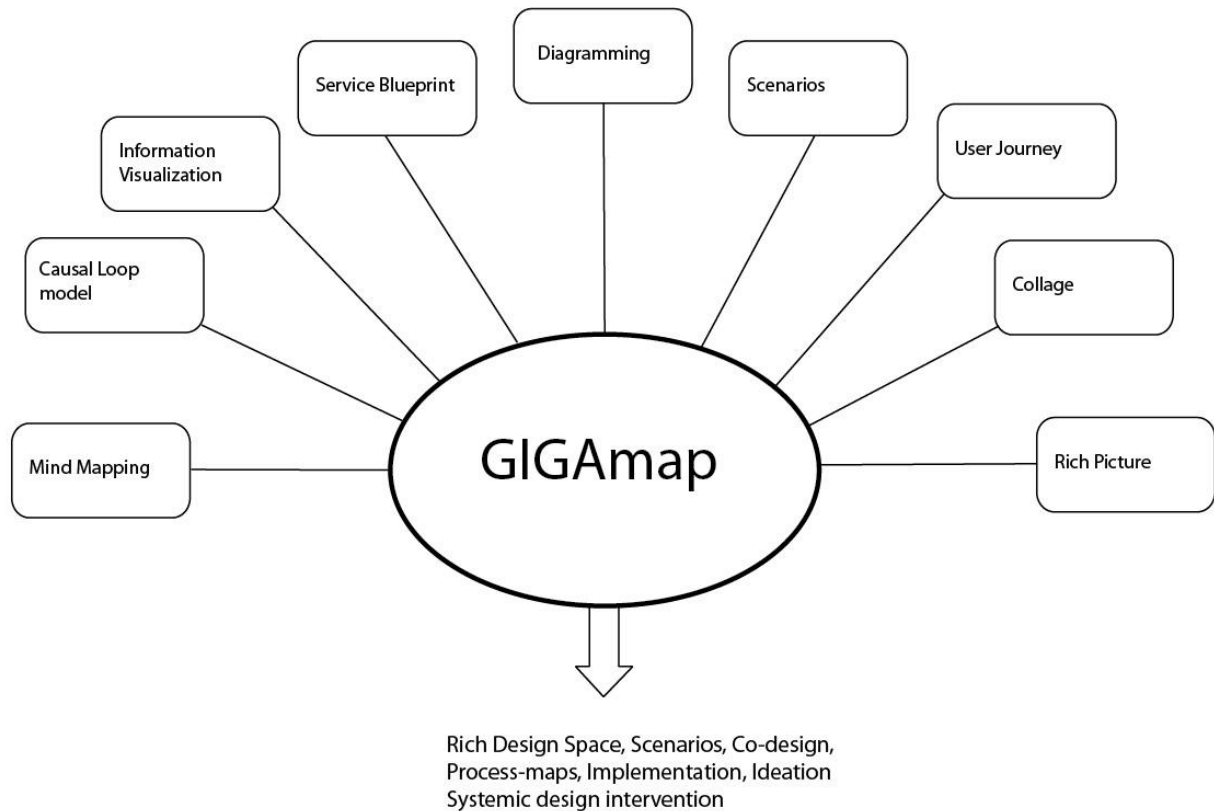 Diagramming
Service Blueprint
Scenarios
Information
Visualization
User Journey
Causal Loop
model
Collage
Mind Mapping
GIGAmap
Rich Picture
Rich Design Space, Scenarios, Co-design,
Process-maps, Implementation, Ideation
Systemic design intervention